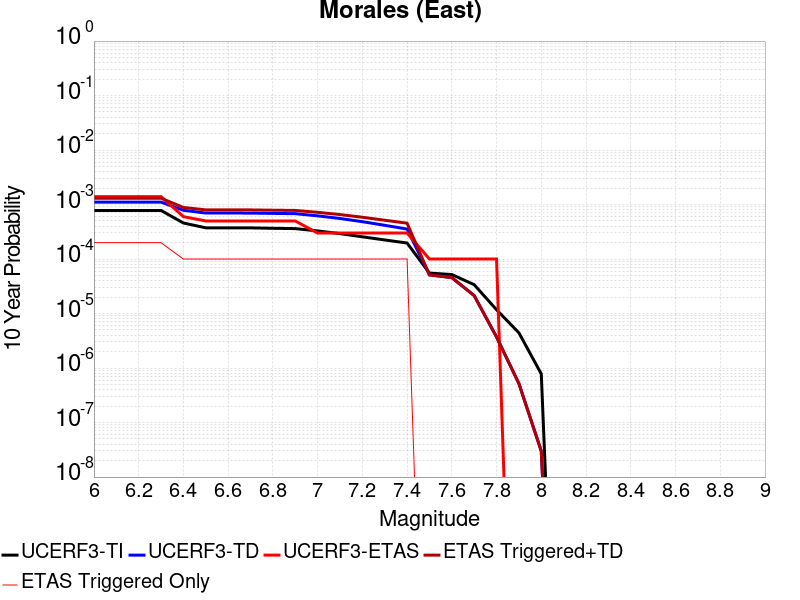 Morales (East)
10^0
10^-1
10^-2
10^-3
10^-4
10^-5
10^-6
10^-7
10^-8
10 Year Probability
6 6.2 6.4 6.6 6.8 7 7.2 7.4 7.6 7.8 8 8.2 8.4 8.6 8.8 9
Magnitude
UCERF3-TI UCERF3-TD UCERF3-ETAS ETAS Triggered+TD
ETAS Triggered Only